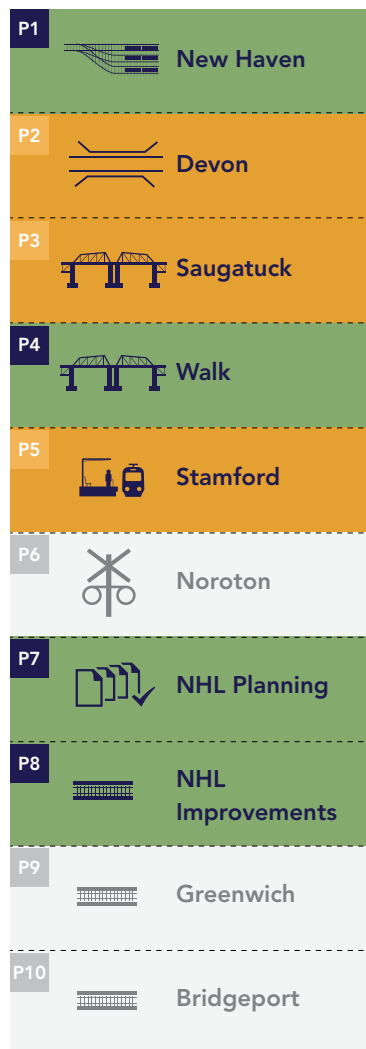 P1
New Haven
P2
Devon
P3
Saugatuck
P4
Walk
P5
Stamford
P6
Noroton
P7
NHL Planning
P8
NHL
Improvements
P9
Greenwich
P10
Bridgeport